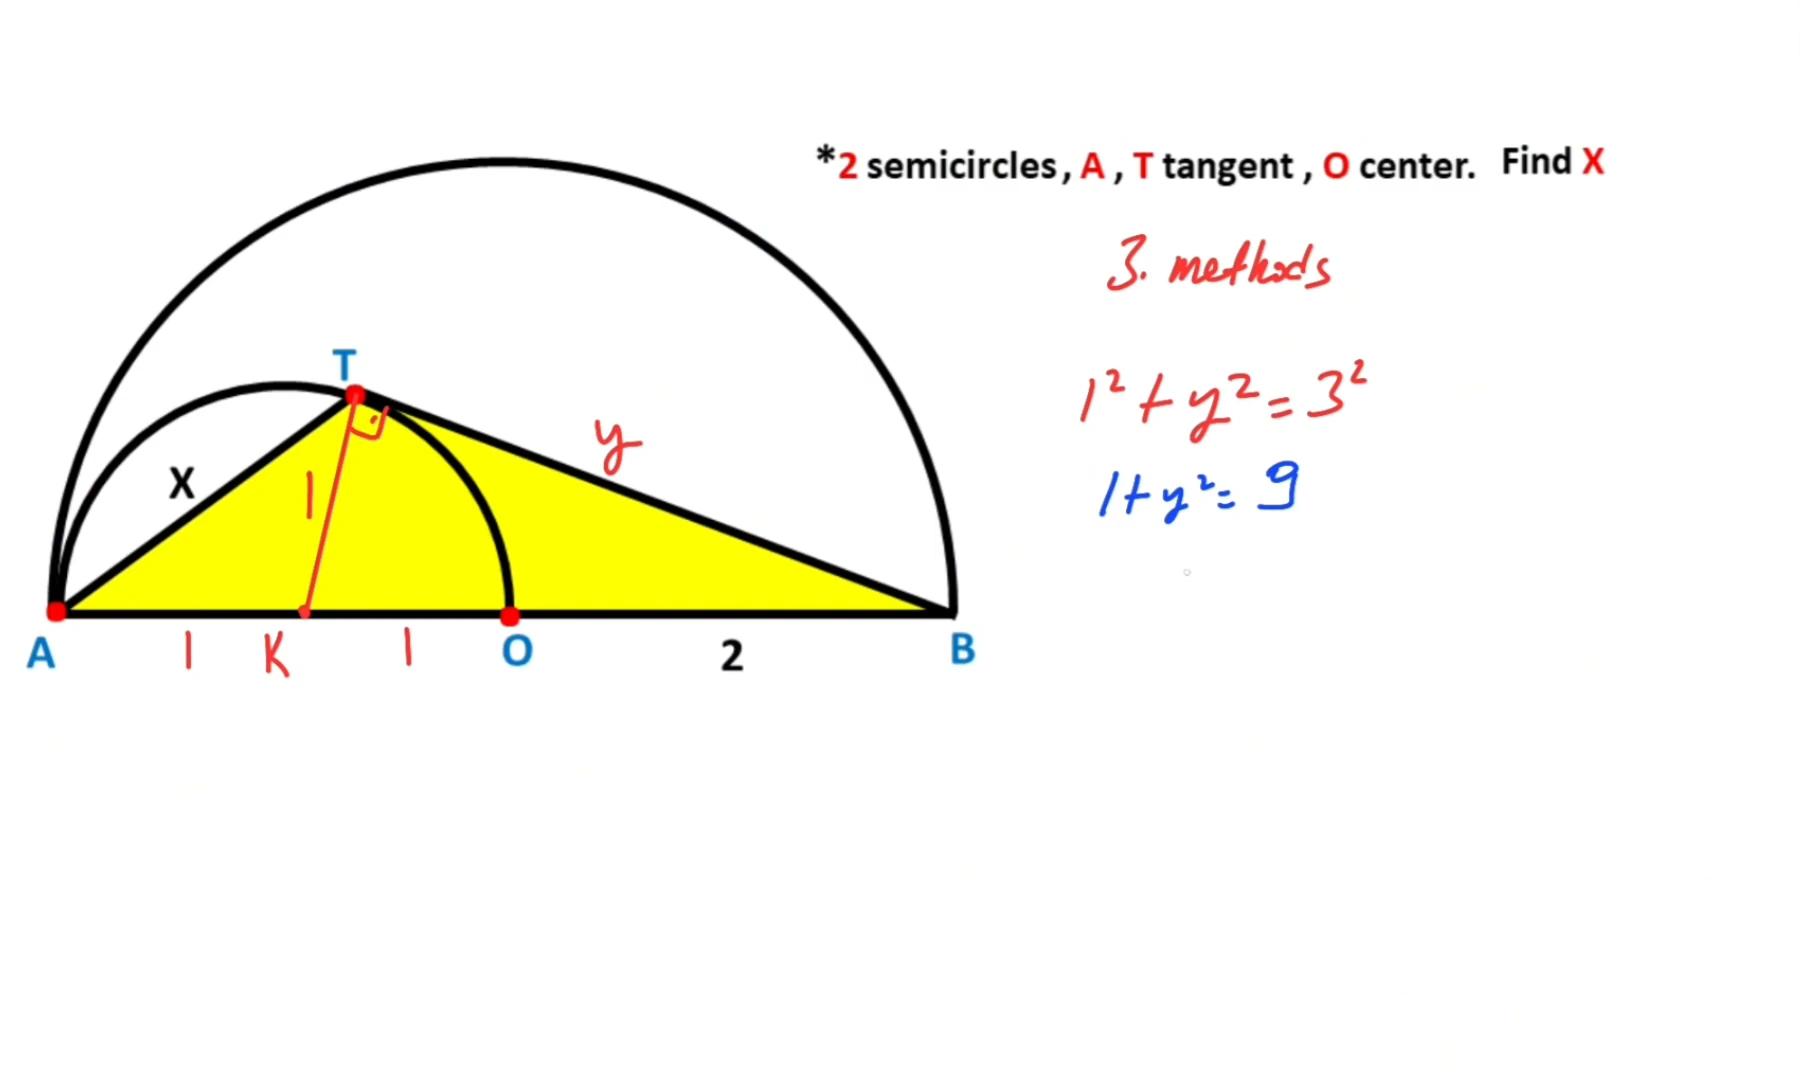 *2 semicircles, A, T tangent, O center. Find X
3. methods
T
1² + y² = 3²
y
X
1
1 + y² = 9
A
1
K
1
O
2
B